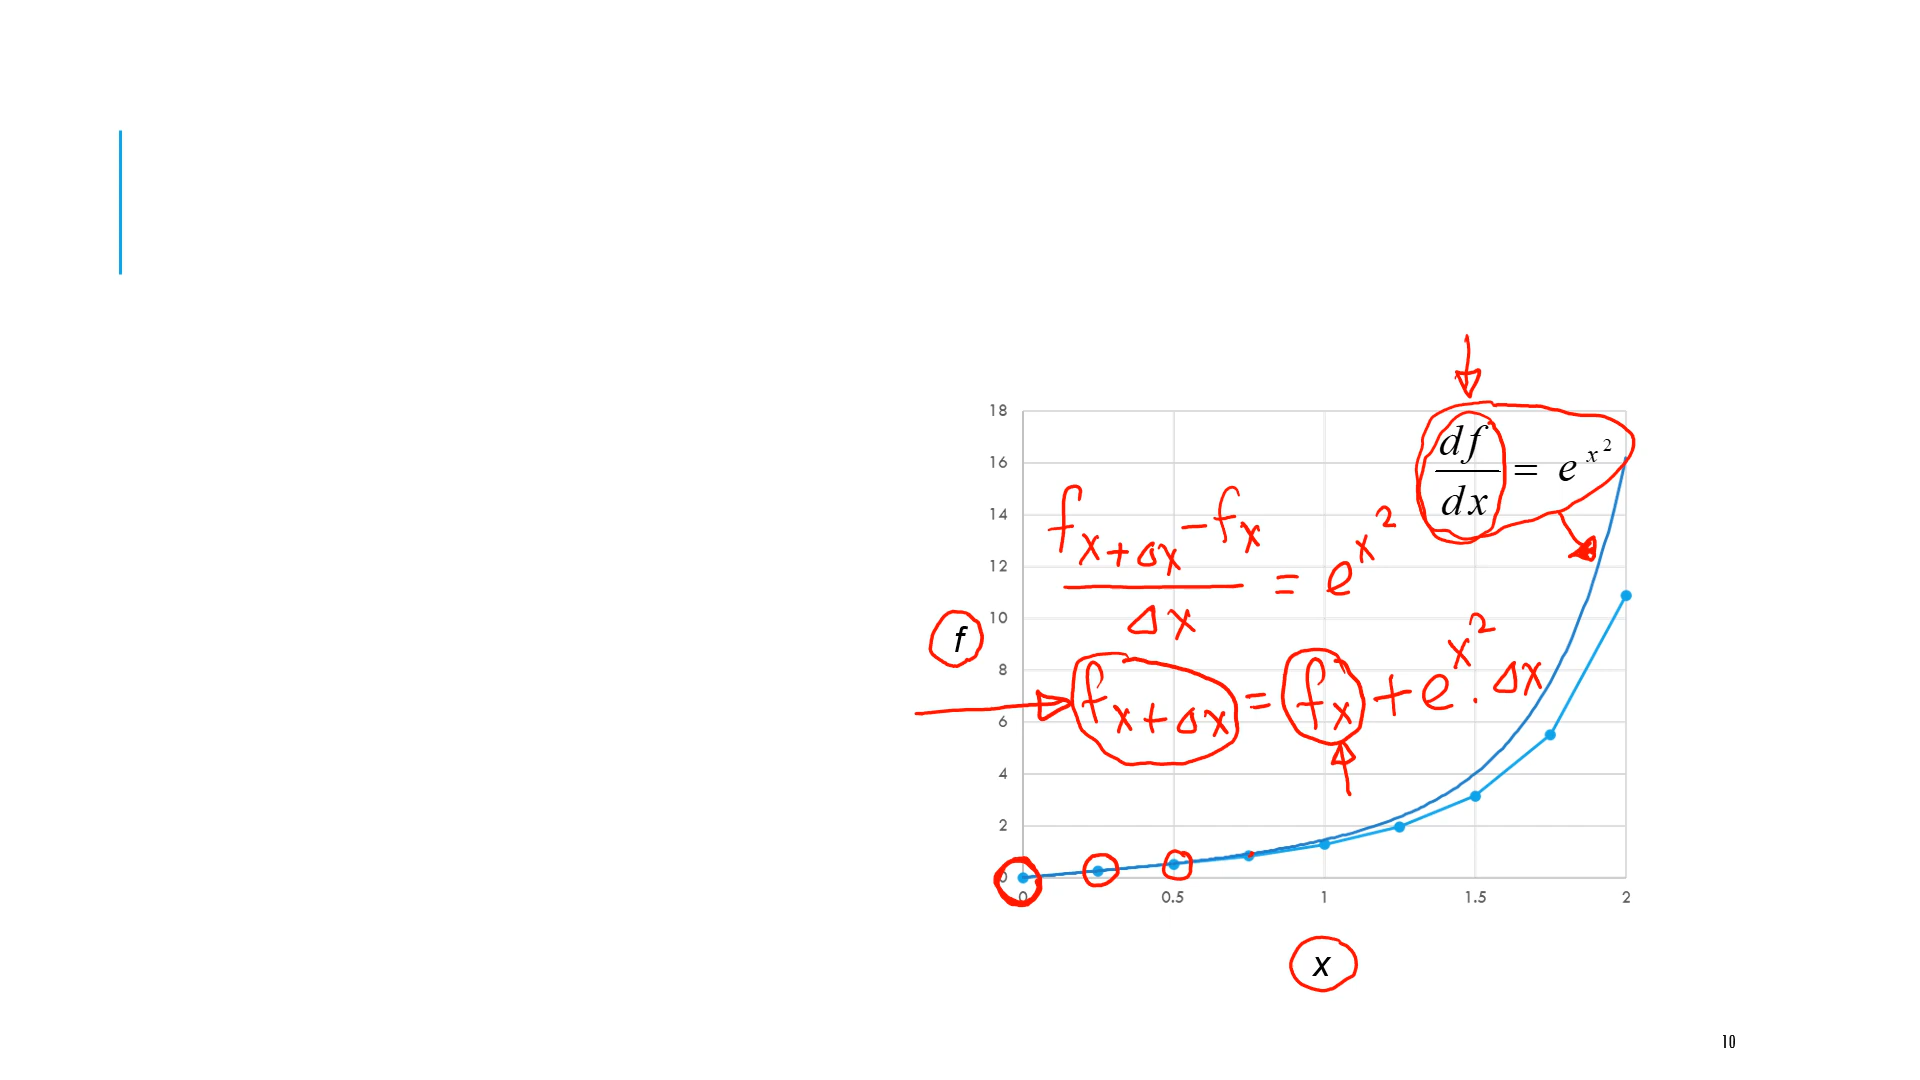 18
df/dx = e^{x^2}
16
14
(f_{x+Δx} - f_x)/Δx = e^{x^2}
12
10
f
8
f_{x+Δx} = f_x + e^{x^2} · Δx
6
4
2
0
0 0.5 1 1.5 2
x
10